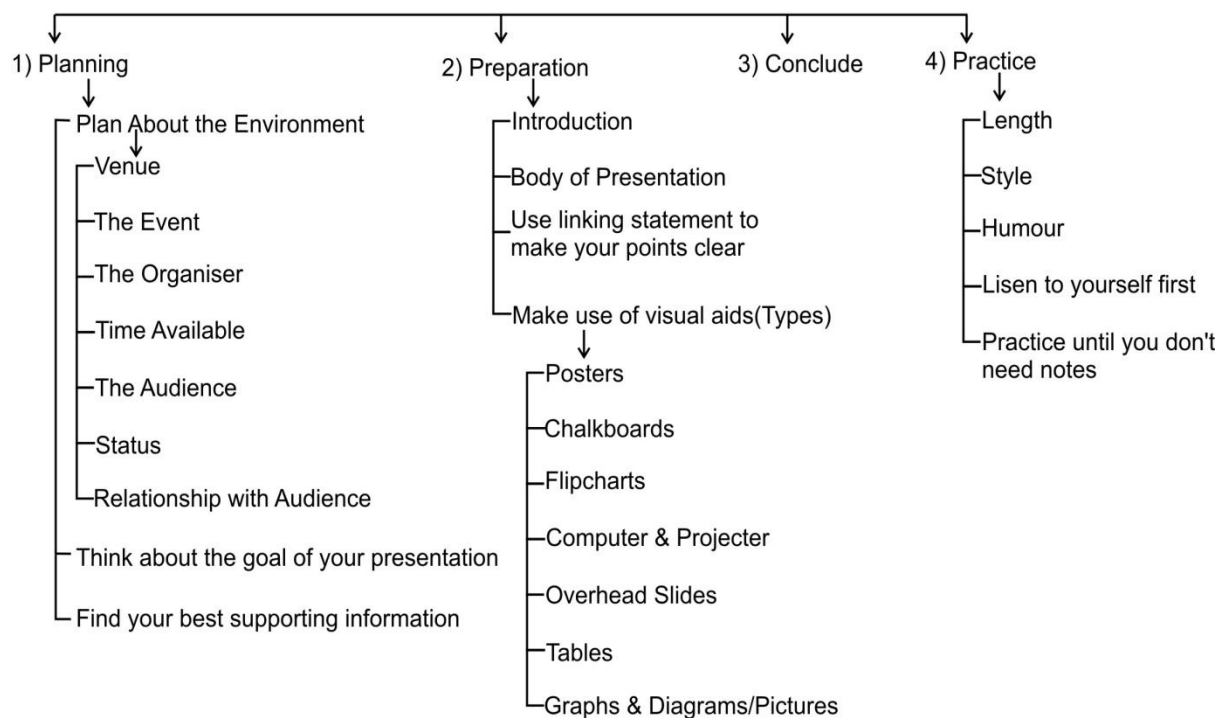 1) Planning
Plan About the Environment
Venue
The Event
The Organiser
Time Available
The Audience
Status
Relationship with Audience
Think about the goal of your presentation
Find your best supporting information
2) Preparation
Introduction
Body of Presentation
Use linking statement to
make your points clear
Make use of visual aids(Types)
Posters
Chalkboards
Flipcharts
Computer & Projecter
Overhead Slides
Tables
Graphs & Diagrams/Pictures
3) Conclude
4) Practice
Length
Style
Humour
Lisen to yourself first
Practice until you don't
need notes